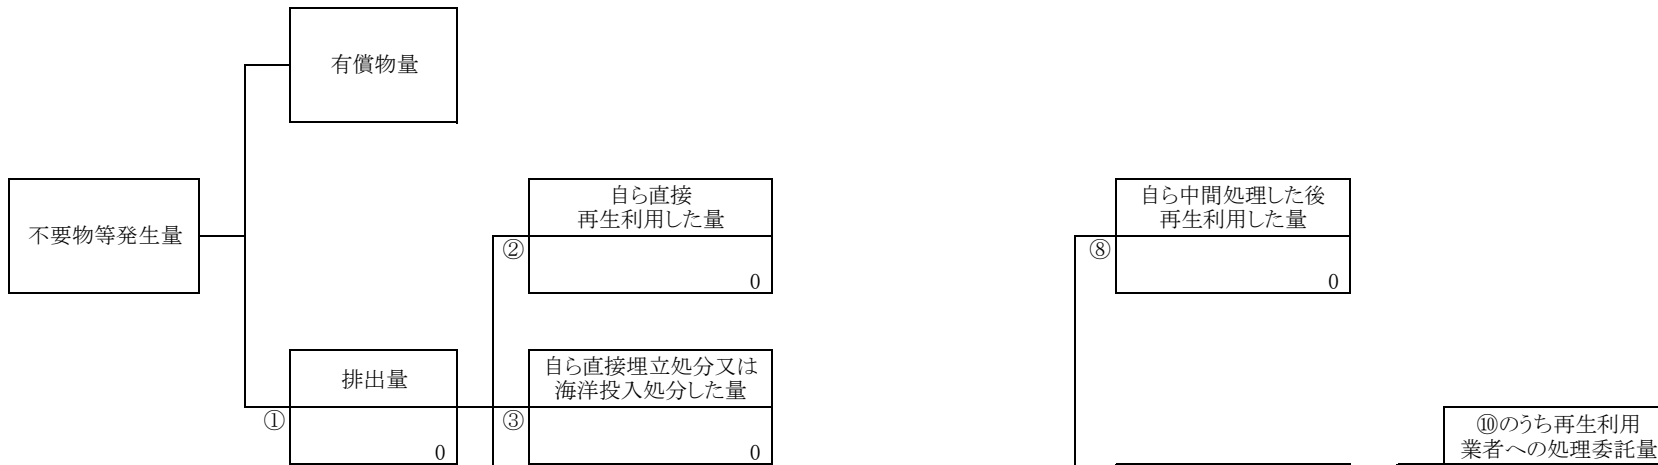 有償物量
不要物等発生量
自ら直接
再生利用した量
②
0
自ら中間処理した後
再生利用した量
⑧
0
排出量
①
0
自ら直接埋立処分又は
海洋投入処分した量
③
0
⑩のうち再生利用
業者への処理委託量